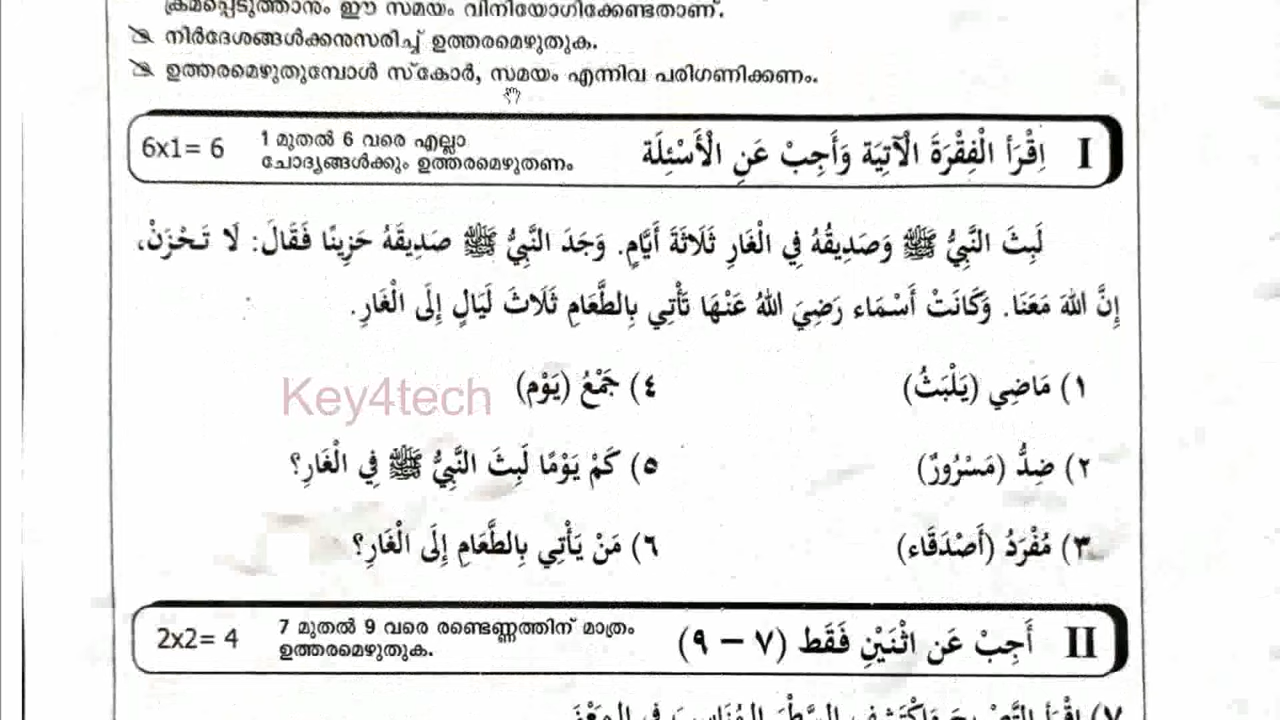 ക്രമപ്പെടുത്താനും ഈ സമയം വിനിയോഗിക്കേണ്ടതാണ്.
നിർദേശങ്ങൾക്കനുസരിച്ച് ഉത്തരമെഴുതുക.
ഉത്തരമെഴുതുമ്പോൾ സ്കോർ, സമയം എന്നിവ പരിഗണിക്കണം.
I اِقْرَأ الْفِقْرَةَ الْآتِيَة وَأَجِبْ عَنِ الْأَسْئِلَة
1 മുതൽ 6 വരെ എല്ലാ
ചോദ്യങ്ങൾക്കും ഉത്തരമെഴുതണം
6x1= 6
لَبِثَ النَّبِيُّ ﷺ وَصَدِيقُهُ فِي الْغَارِ ثَلَاثَةَ أَيَّامٍ. وَجَدَ النَّبِيُّ ﷺ صَدِيقَهُ حَزِينًا فَقَالَ: لَا تَحْزَنْ،
إِنَّ اللهَ مَعَنَا. وَكَانَتْ أَسْمَاء رَضِيَ اللهُ عَنْهَا تَأْتِي بِالطَّعَامِ ثَلَاثَ لَيَالٍ إِلَى الْغَارِ.
١) مَاضِي (يَلْبَثُ)
٤) جَمْعُ (يَوْم)
Key4tech
٢) ضِدُّ (مَسْرُورٌ)
٥) كَمْ يَوْمًا لَبِثَ النَّبِيُّ ﷺ فِي الْغَارِ؟
٣) مُفْرَدُ (أَصْدَقَاء)
٦) مَنْ يَأْتِي بِالطَّعَامِ إِلَى الْغَارِ؟
II أَجِبْ عَن اثْنَيْنِ فَقَط (٧ – ٩)
7 മുതൽ 9 വരെ രണ്ടെണ്ണത്തിന് മാത്രം
ഉത്തരമെഴുതുക.
2x2= 4